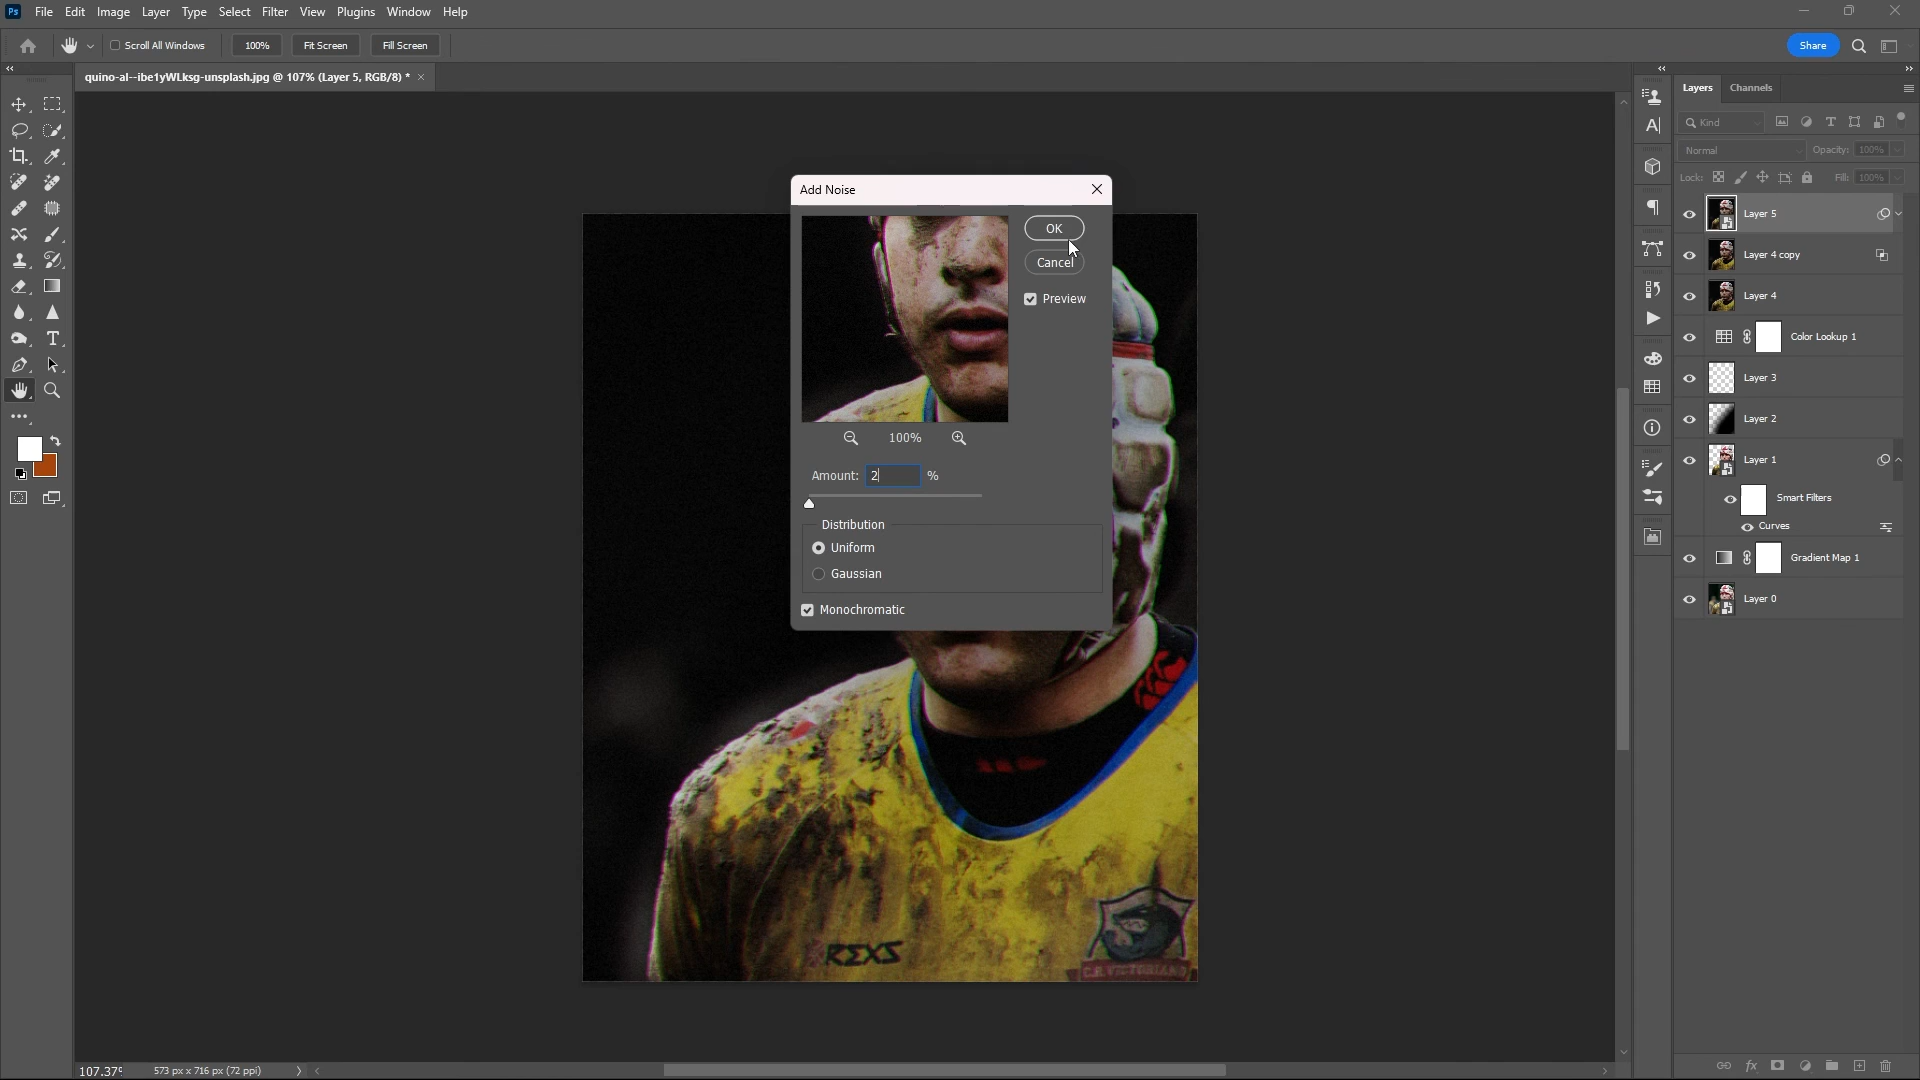 Ps File Edit Image Layer Type Select Filter View Plugins Window Help
Scroll All Windows 100% Fit Screen Fill Screen Share
quino-al--ibe1yWLksg-unsplash.jpg @ 107% (Layer 5, RGB/8) *
Layers Channels
Kind
Normal Opacity: 100%
Lock: Fill: 100%
Layer 5
Layer 4 copy
Layer 4
Color Lookup 1
Layer 3
Layer 2
Layer 1
Smart Filters
Curves
Gradient Map 1
Layer 0
Add Noise
OK
Cancel
Preview
100%
Amount: 2 %
Distribution
Uniform
Gaussian
Monochromatic
REXS
C.R. VICTORIANO
107.37%
573 px x 716 px (72 ppi)